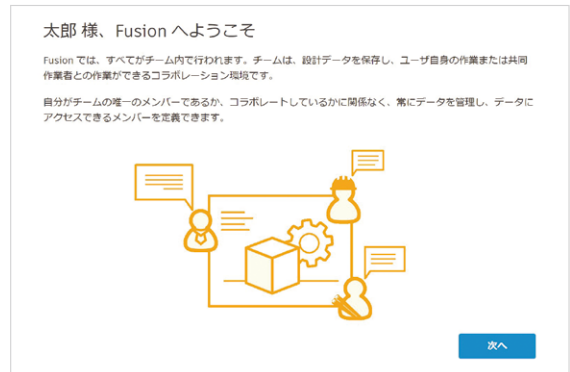 太郎 様、Fusion へようこそ
Fusion では、すべてがチーム内で行われます。チームは、設計データを保存し、ユーザ自身の作業または共同
作業者との作業ができるコラボレーション環境です。
自分がチームの唯一のメンバーであるか、コラボレートしているかに関係なく、常にデータを管理し、データに
アクセスできるメンバーを定義できます。
次へ